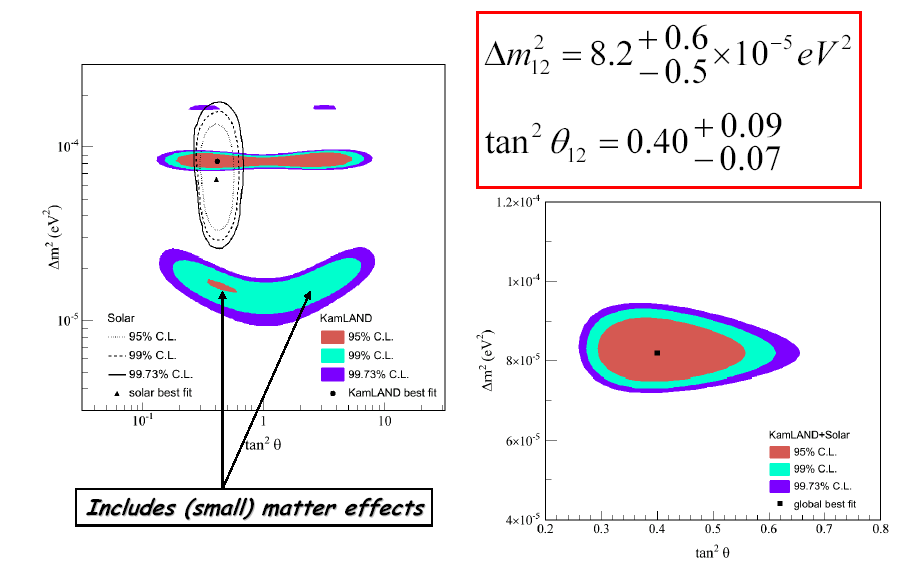 Δm²₁₂ = 8.2 +0.6 −0.5 ×10⁻⁵ eV²
tan² θ₁₂ = 0.40 +0.09 −0.07
10⁻⁴
10⁻⁵
Δm² (eV²)
Solar
95% C.L.
99% C.L.
99.73% C.L.
solar best fit
KamLAND
95% C.L.
99% C.L.
99.73% C.L.
KamLAND best fit
10⁻¹ 1 10
tan² θ
Includes (small) matter effects
1.2×10⁻⁴
1×10⁻⁴
8×10⁻⁵
6×10⁻⁵
4×10⁻⁵
Δm² (eV²)
KamLAND+Solar
95% C.L.
99% C.L.
99.73% C.L.
global best fit
0.2 0.3 0.4 0.5 0.6 0.7 0.8
tan² θ